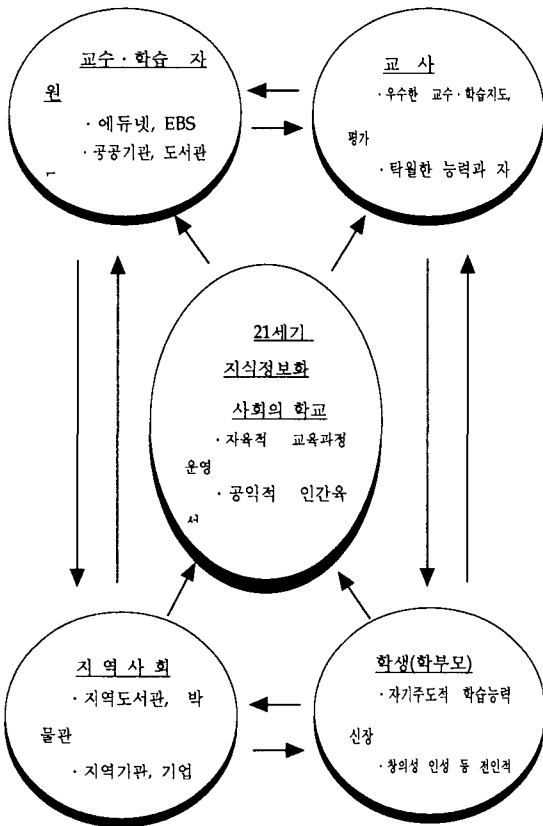 교수·학습 자
원
· 에듀넷, EBS
· 공공기관, 도서관
교 사
· 우수한 교수·학습지도,
평가
· 탁월한 능력과 자
21세기
지식정보화
사회의 학교
· 자육적 교육과정
운영
· 공익적 인간육
지 역 사 회
· 지역도서관, 박
물관
· 지역기관, 기업
학생(학부모)
· 자기주도적 학습능력
신장
· 창의성 인성 등 전인적